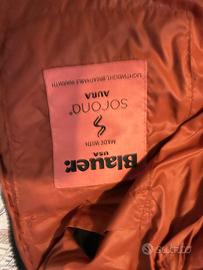 Blauer.
USA
MADE WITH
sorona®
AURA
LIGHTWEIGHT, BREATHABLE WARMTH
subito